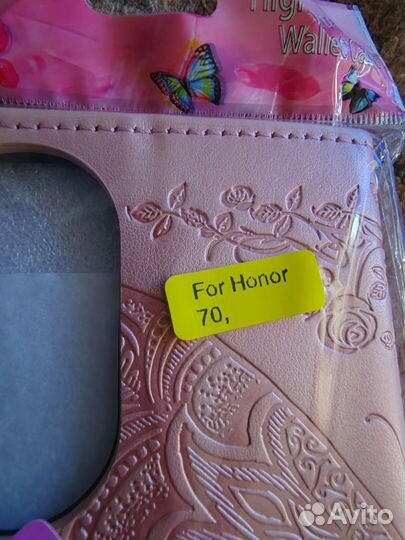 Wallet
For Honor
70,
Avito